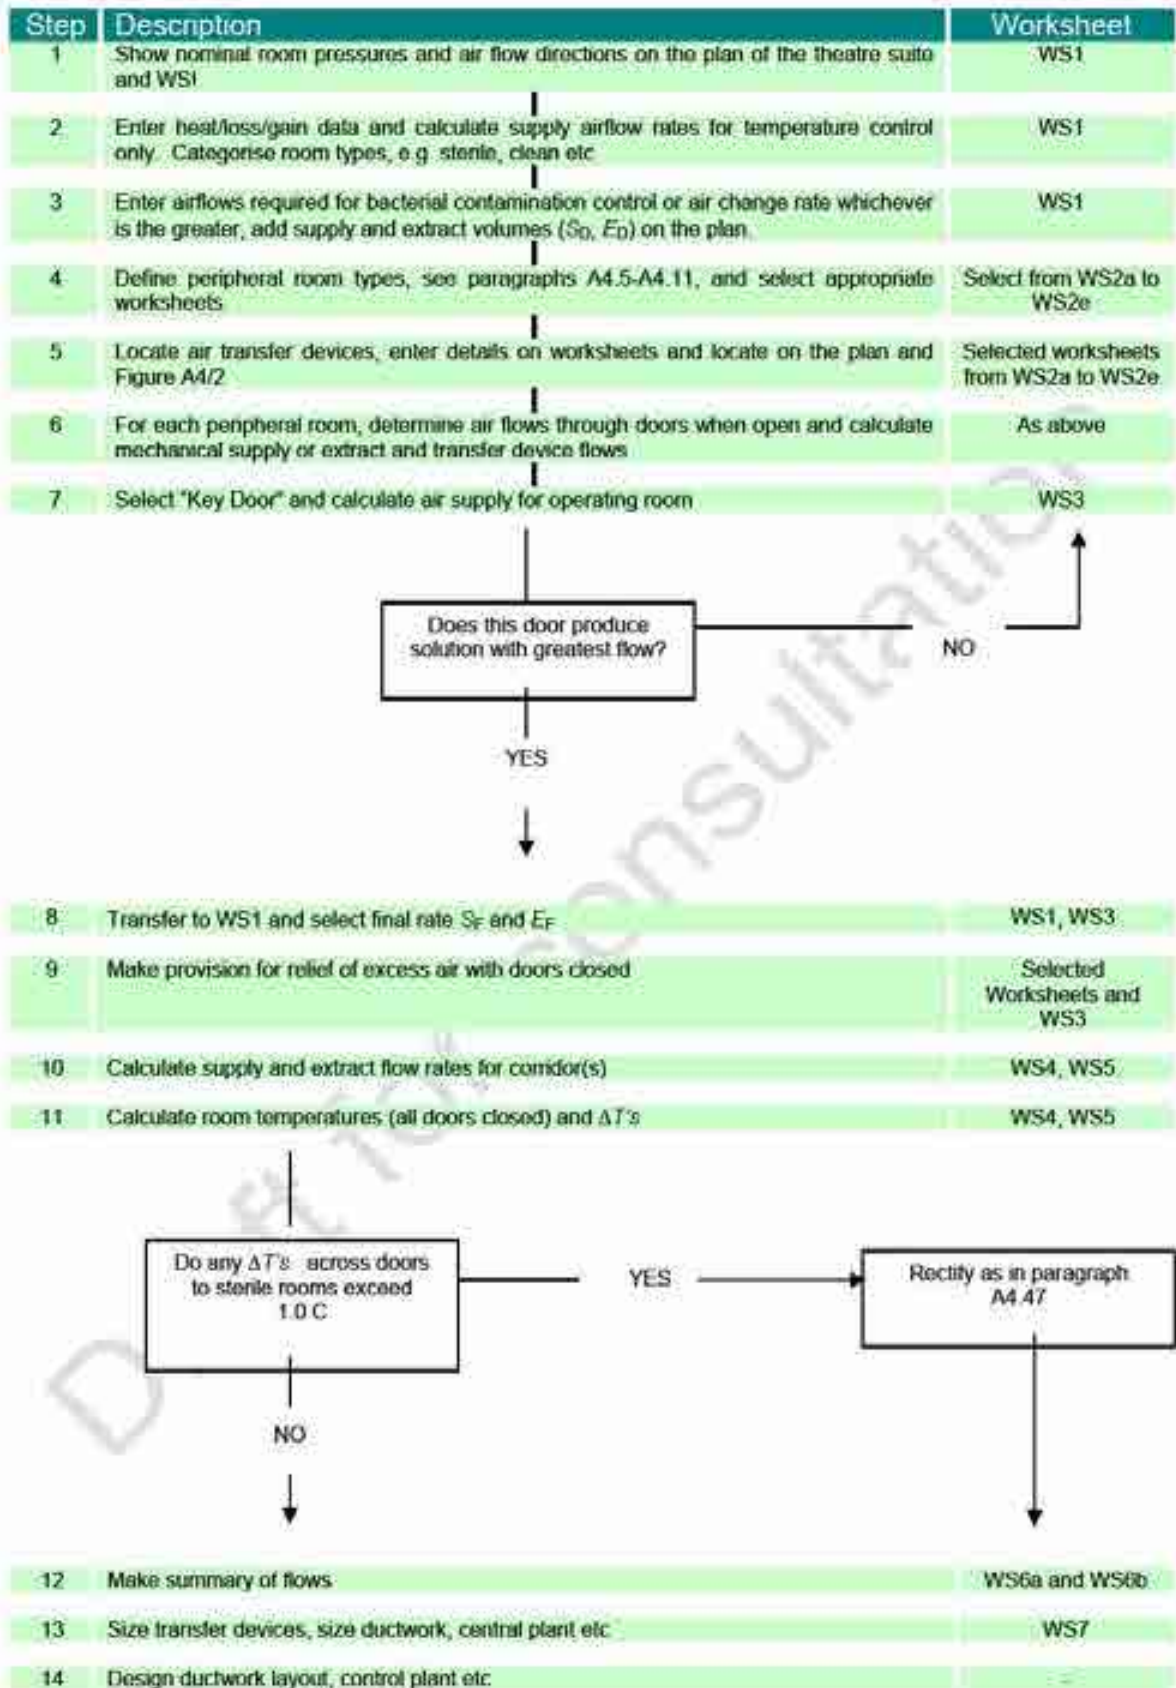 Step Description Worksheet
1 Show nominal room pressures and air flow directions on the plan of the theatre suite WS1
and WS!
2 Enter heat/loss/gain data and calculate supply airflow rates for temperature control WS1
only. Categorise room types, e.g. sterile, clean etc
3 Enter airflows required for bacterial contamination control or air change rate whichever WS1
is the greater, add supply and extract volumes (SD, ED) on the plan.
4 Define peripheral room types, see paragraphs A4.5-A4.11, and select appropriate Select from WS2a to
worksheets WS2e
5 Locate air transfer devices, enter details on worksheets and locate on the plan and Selected worksheets
Figure A4/2 from WS2a to WS2e
6 For each peripheral room, determine air flows through doors when open and calculate As above
mechanical supply or extract and transfer device flows
7 Select "Key Door" and calculate air supply for operating room WS3
Does this door produce
solution with greatest flow?
NO
YES
8 Transfer to WS1 and select final rate SF and EF WS1, WS3
9 Make provision for relief of excess air with doors closed Selected
Worksheets and
WS3
10 Calculate supply and extract flow rates for corridor(s) WS4, WS5
11 Calculate room temperatures (all doors closed) and ΔT's WS4, WS5
Do any ΔT's across doors
to sterile rooms exceed
1.0 C
YES
Rectify as in paragraph
A4.47
NO
12 Make summary of flows WS6a and WS6b
13 Size transfer devices, size ductwork, central plant etc WS7
14 Design ductwork layout, control plant etc. -
Draft for consultation